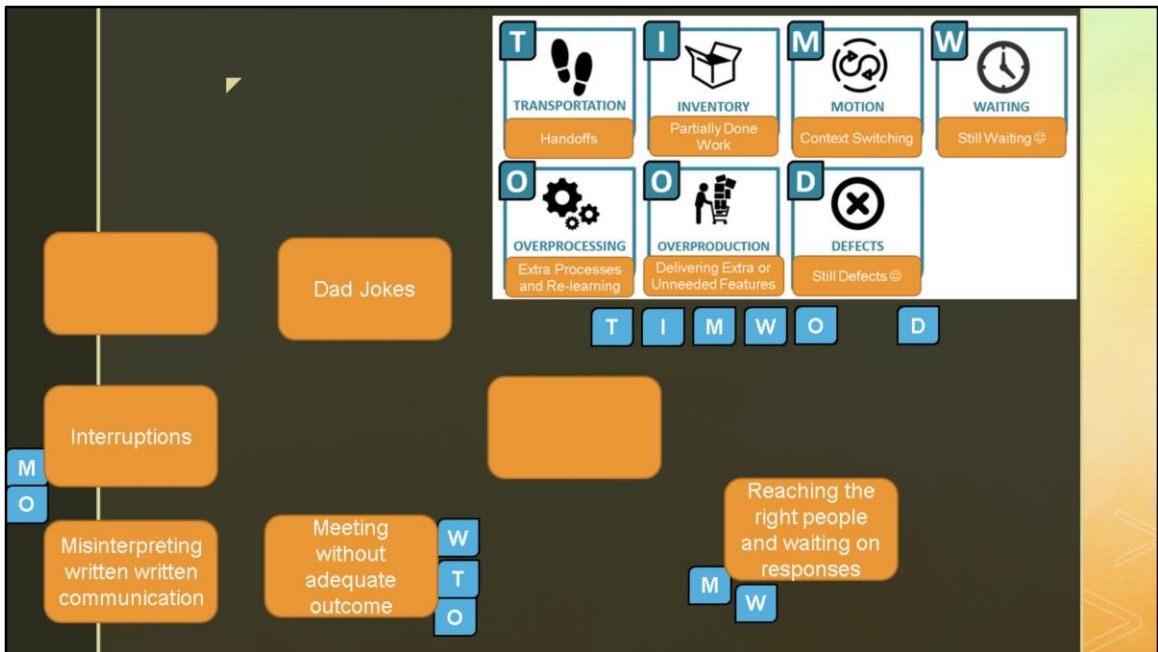 T
I
M
W
TRANSPORTATION
INVENTORY
MOTION
WAITING
Handoffs
Partially Done
Work
Context Switching
Still Waiting ☺
O
O
D
OVERPROCESSING
OVERPRODUCTION
DEFECTS
Extra Processes
and Re-learning
Delivering Extra or
Unneeded Features
Still Defects ☺
Dad Jokes
T I M W O D
Interruptions
M
O
Misinterpreting
written written
communication
Meeting
without
adequate
outcome
W
T
O
Reaching the
right people
and waiting on
responses
M
W